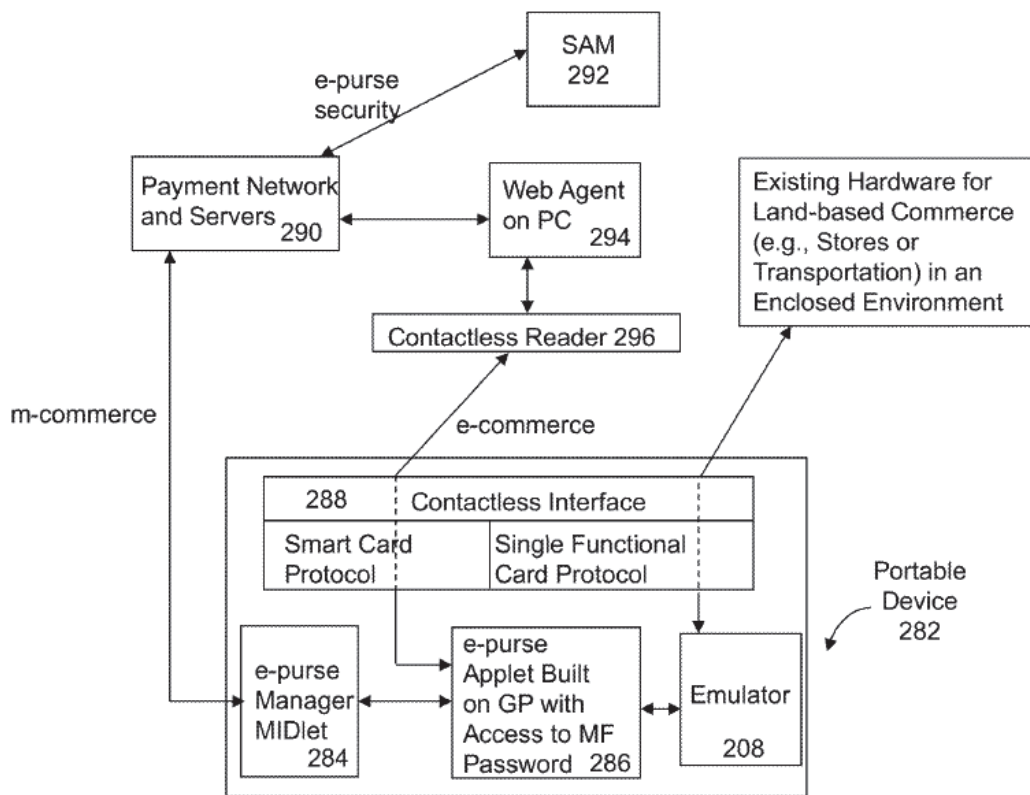 SAM
292
e-purse
security
Payment Network
and Servers
290
Web Agent
on PC
294
Existing Hardware for
Land-based Commerce
(e.g., Stores or
Transportation) in an
Enclosed Environment
Contactless Reader 296
m-commerce
e-commerce
288 Contactless Interface
Smart Card
Protocol
Single Functional
Card Protocol
Portable
Device
282
e-purse
Manager
MIDlet
284
e-purse
Applet Built
on GP with
Access to MF
Password
286
Emulator
208